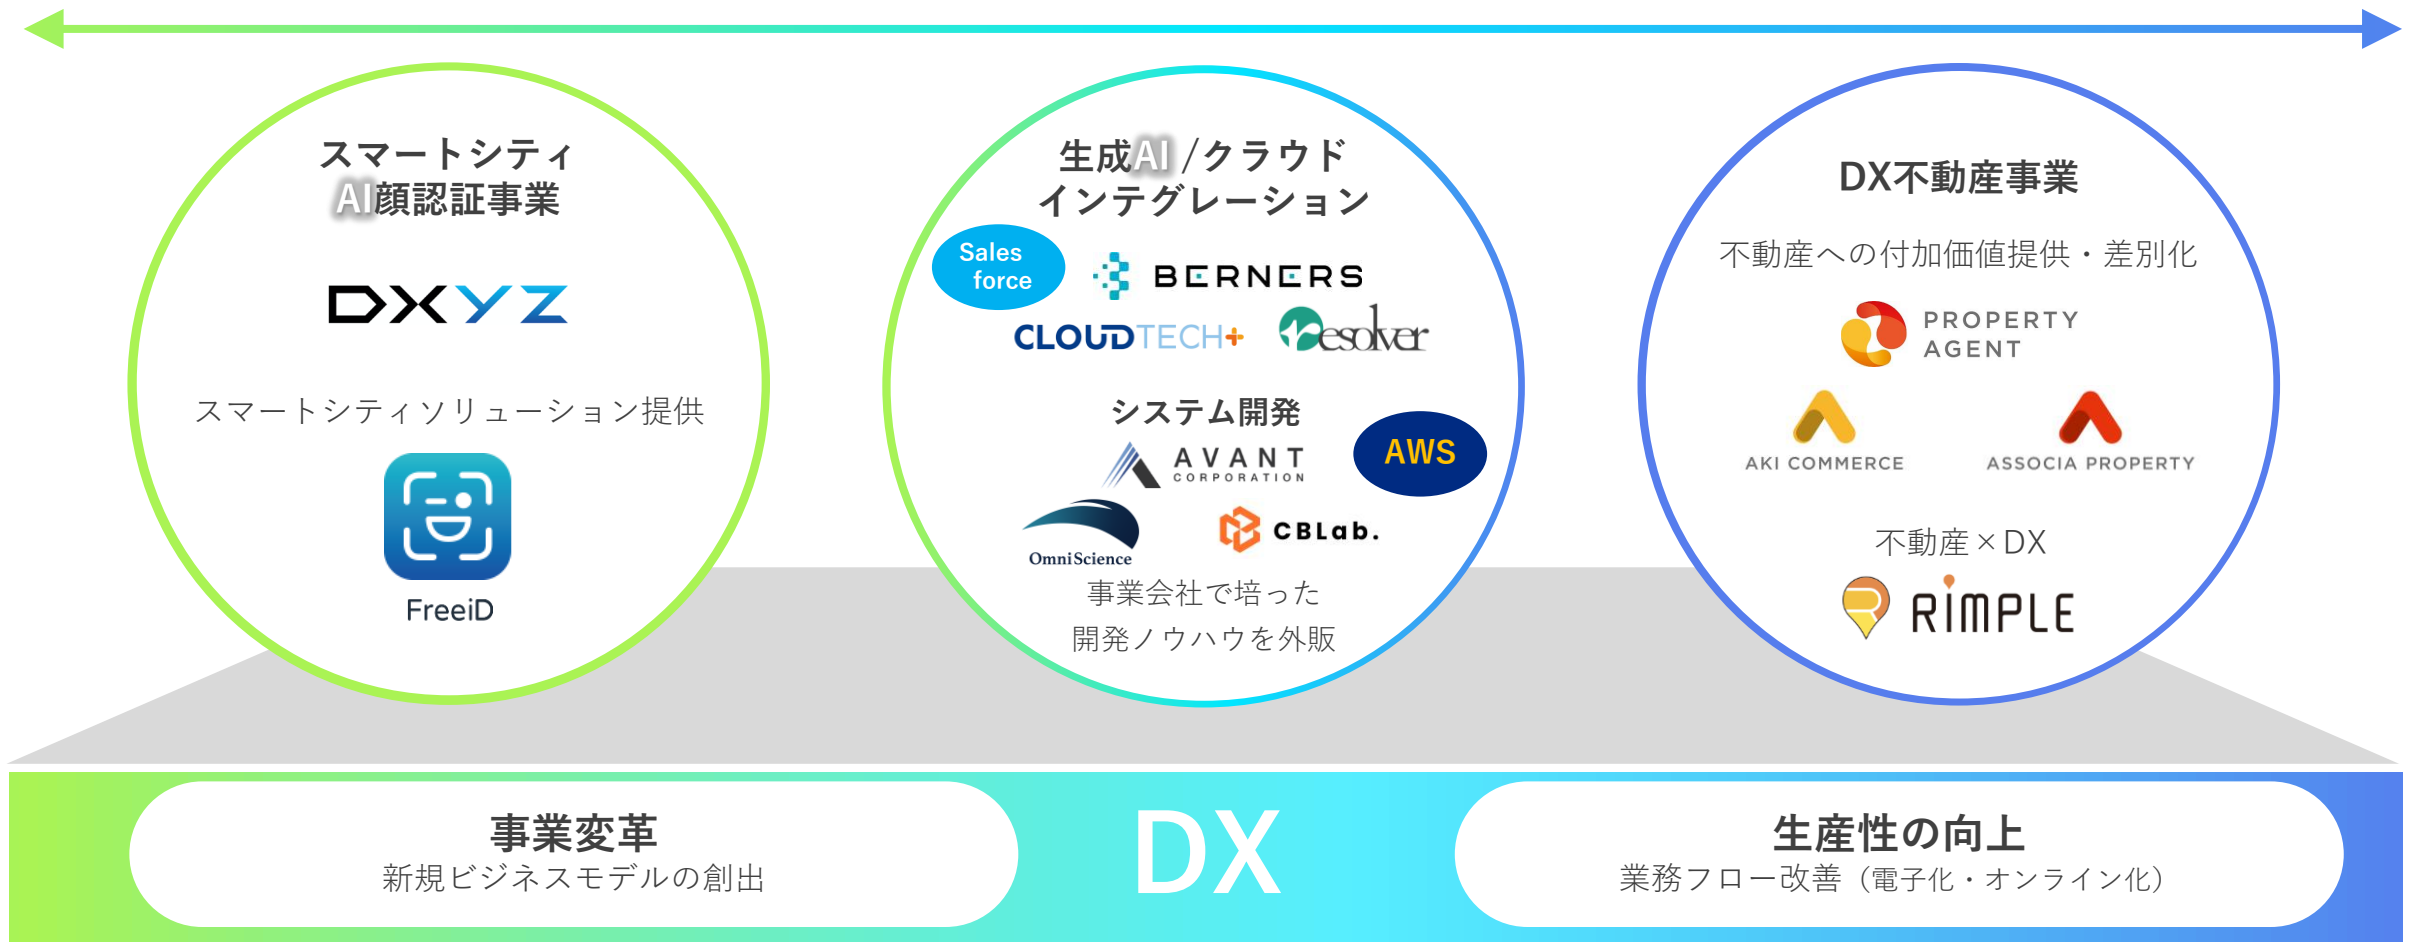 スマートシティ
AI顔認証事業
DXYZ
スマートシティソリューション提供
FreeiD
生成AI /クラウド
インテグレーション
Sales
force
BERNERS
CLOUDTECH+
Resolver
システム開発
AVANT
CORPORATION
AWS
OmniScience
CBLab.
事業会社で培った
開発ノウハウを外販
DX不動産事業
不動産への付加価値提供・差別化
PROPERTY
AGENT
AKI COMMERCE
ASSOCIA PROPERTY
不動産×DX
RIMPLE
事業変革
新規ビジネスモデルの創出
DX
生産性の向上
業務フロー改善（電子化・オンライン化）